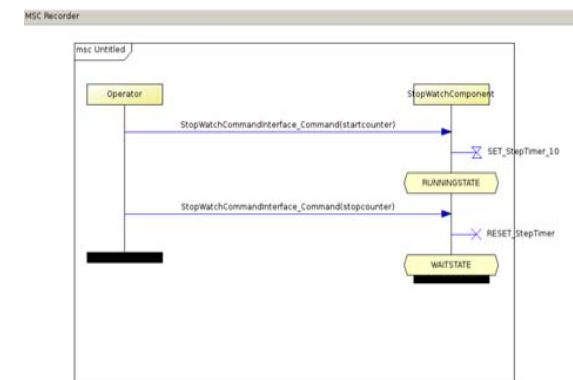 MSC Recorder
msc Untitled
Operator
StopWatchComponent
StopWatchCommandInterface_Command(startcounter)
SET_StepTimer_10
RUNNINGSTATE
StopWatchCommandInterface_Command(stopcounter)
RESET_StepTimer
WAITSTATE